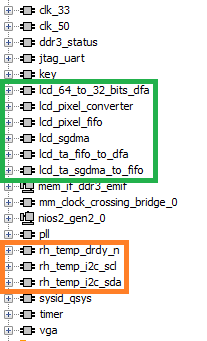 clk_33
clk_50
ddr3_status
jtag_uart
key
lcd_64_to_32_bits_dfa
lcd_pixel_converter
lcd_pixel_fifo
lcd_sgdma
lcd_ta_fifo_to_dfa
lcd_ta_sgdma_to_fifo
mem_if_ddr3_emif
mm_clock_crossing_bridge_0
nios2_gen2_0
pll
rh_temp_drdy_n
rh_temp_i2c_scl
rh_temp_i2c_sda
sysid_qsys
timer
vga